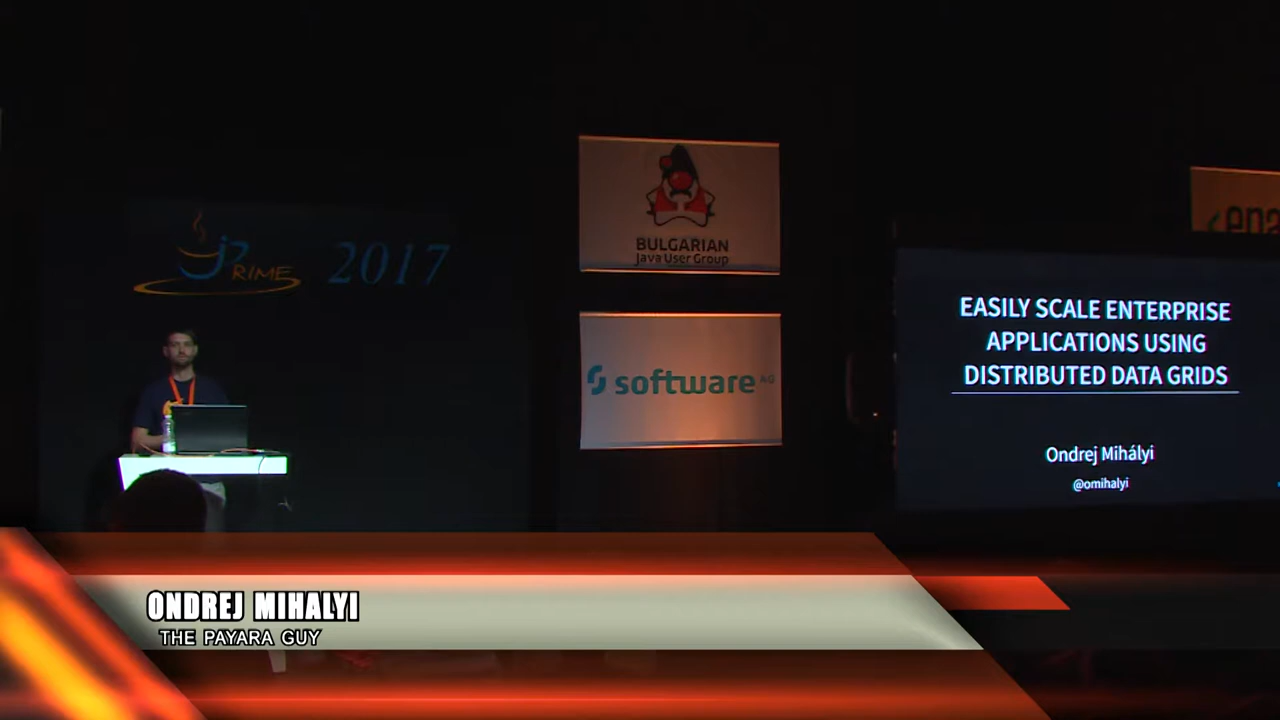 JPRIME 2017
BULGARIAN
Java User Group
software AG
EASILY SCALE ENTERPRISE
APPLICATIONS USING
DISTRIBUTED DATA GRIDS
Ondrej Mihályi
@omihalyi
ONDREJ MIHALYI
THE PAYARA GUY